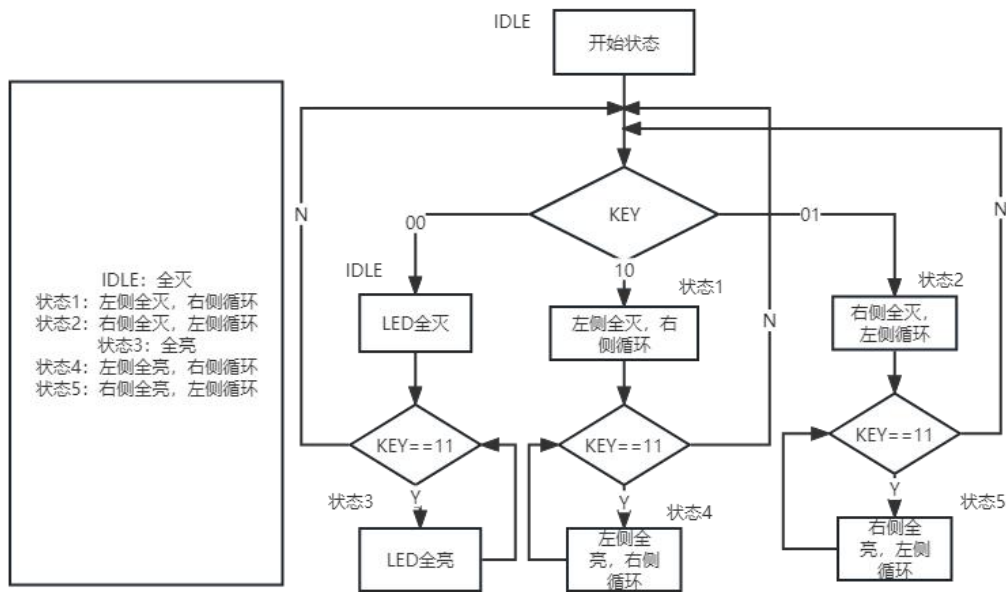 IDLE
开始状态
IDLE：全灭
状态1：左侧全灭，右侧循环
状态2：右侧全灭，左侧循环
状态3：全亮
状态4：左侧全亮，右侧循环
状态5：右侧全亮，左侧循环
KEY
00
10
01
N
N
N
IDLE
LED全灭
状态1
左侧全灭，右
侧循环
状态2
右侧全灭，
左侧循环
KEY==11
KEY==11
KEY==11
Y
Y
Y
状态3
LED全亮
状态4
左侧全
亮，右侧
循环
状态5
右侧全
亮，左侧
循环